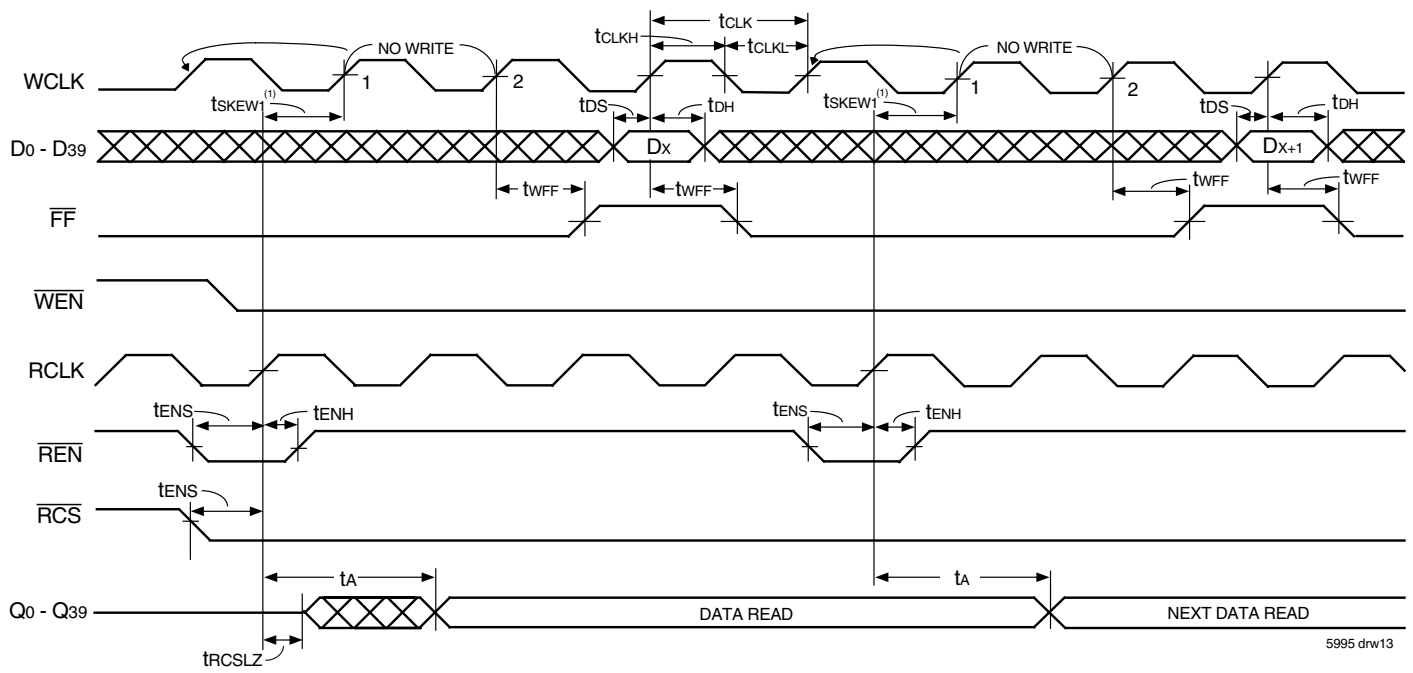 tCLK
tCLKH
tCLKL
NO WRITE
NO WRITE
WCLK
1
2
1
2
tSKEW1(1)
tDS
tDH
tSKEW1(1)
tDS
tDH
D0 - D39
DX
DX+1
tWFF
tWFF
tWFF
tWFF
FF
WEN
RCLK
tENS
tENH
tENS
tENH
REN
tENS
RCS
tA
tA
Q0 - Q39
DATA READ
NEXT DATA READ
5995 drw13
tRCSLZ